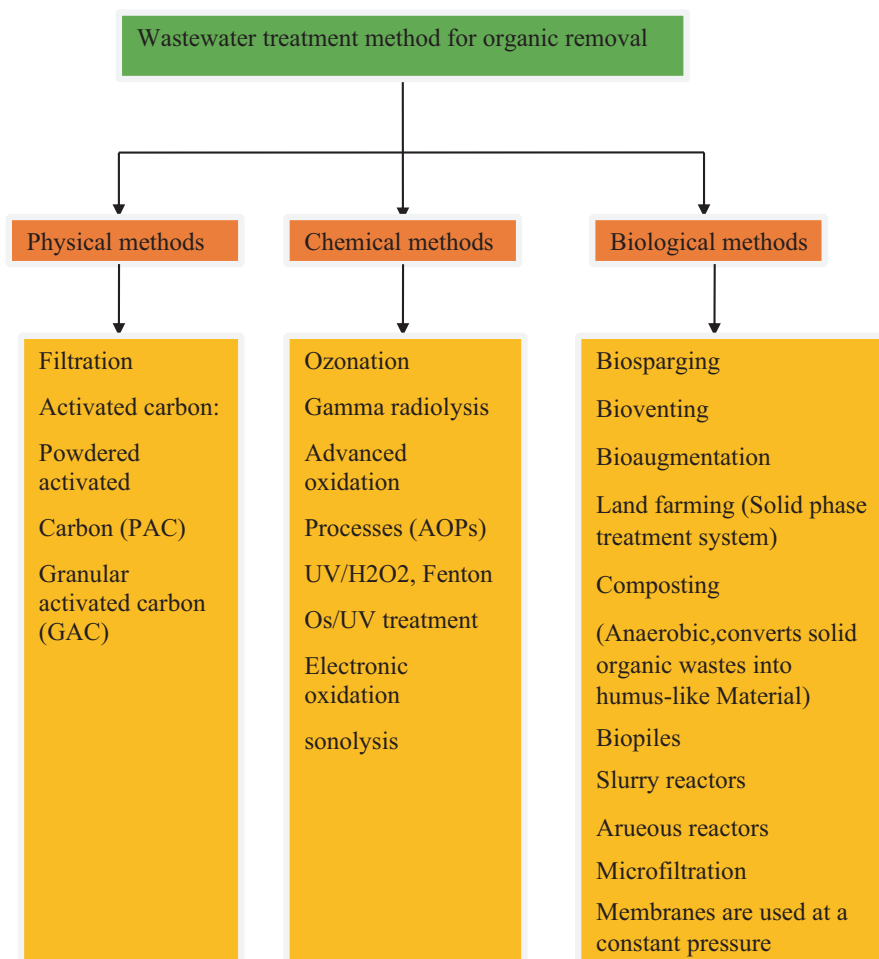 Wastewater treatment method for organic removal
Physical methods
Chemical methods
Biological methods
Filtration
Activated carbon:
Powdered
activated
Carbon (PAC)
Granular
activated carbon
(GAC)
Ozonation
Gamma radiolysis
Advanced
oxidation
Processes (AOPs)
UV/H2O2, Fenton
Os/UV treatment
Electronic
oxidation
sonolysis
Biosparging
Bioventing
Bioaugmentation
Land farming (Solid phase
treatment system)
Composting
(Anaerobic,converts solid
organic wastes into
humus-like Material)
Biopiles
Slurry reactors
Arueous reactors
Microfiltration
Membranes are used at a
constant pressure